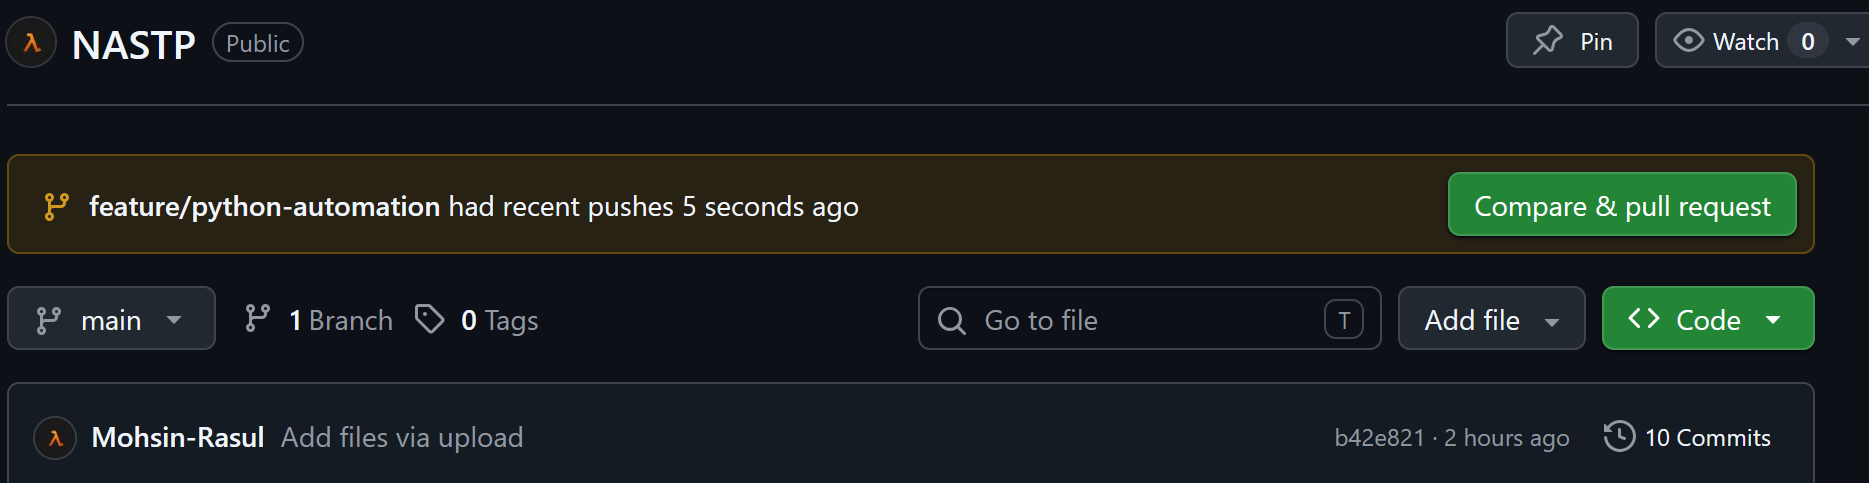 NASTP Public Pin Watch 0
feature/python-automation had recent pushes 5 seconds ago Compare & pull request
main 1 Branch 0 Tags Go to file T Add file Code
Mohsin-Rasul Add files via upload b42e821 · 2 hours ago 10 Commits